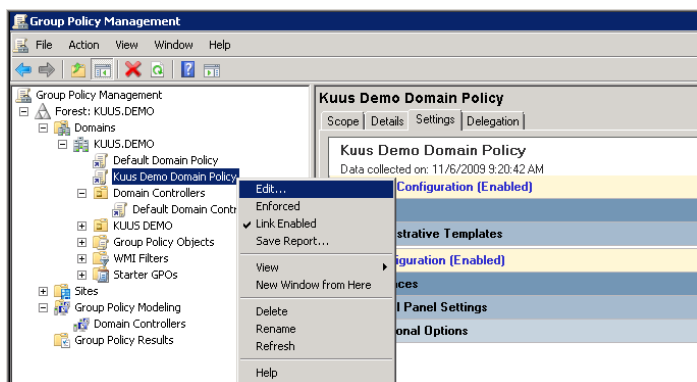 Group Policy Management
File Action View Window Help
Group Policy Management
Forest: KUUS.DEMO
Domains
KUUS.DEMO
Default Domain Policy
Kuus Demo Domain Policy
Domain Controllers
Default Domain Contr
KUUS DEMO
Group Policy Objects
WMI Filters
Starter GPOs
Sites
Group Policy Modeling
Domain Controllers
Group Policy Results
Edit...
Enforced
Link Enabled
Save Report...
View
New Window from Here
Delete
Rename
Refresh
Help
Kuus Demo Domain Policy
Scope Details Settings Delegation
Kuus Demo Domain Policy
Data collected on: 11/6/2009 9:20:42 AM
Configuration (Enabled)
strative Templates
iguration (Enabled)
nces
l Panel Settings
onal Options